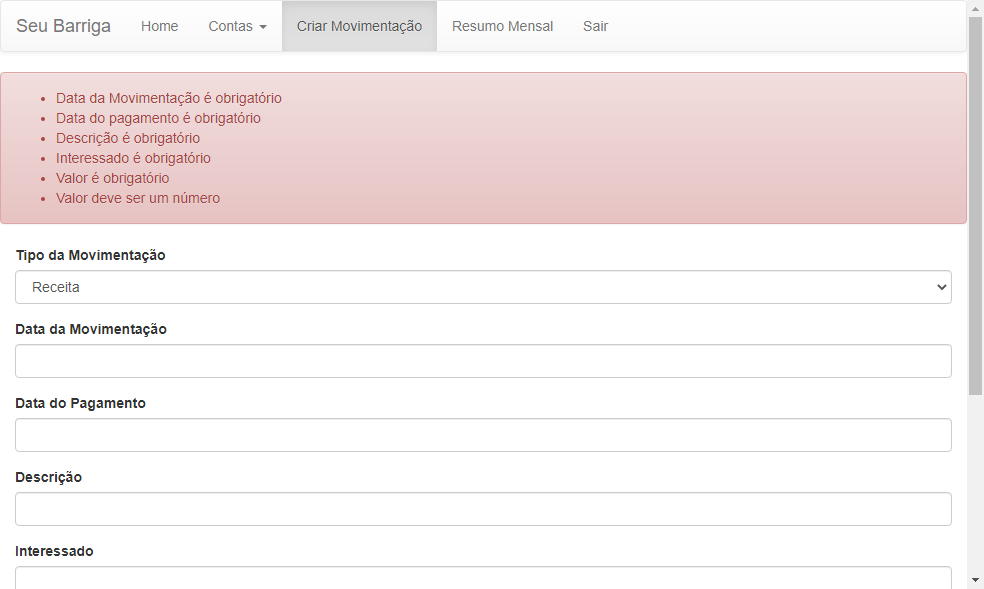 Seu Barriga Home Contas Criar Movimentação Resumo Mensal Sair
Data da Movimentação é obrigatório
Data do pagamento é obrigatório
Descrição é obrigatório
Interessado é obrigatório
Valor é obrigatório
Valor deve ser um número
Tipo da Movimentação
Receita
Data da Movimentação
Data do Pagamento
Descrição
Interessado